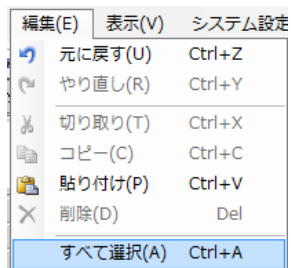 編集(E) 表示(V) システム設定
元に戻す(U) Ctrl+Z
やり直し(R) Ctrl+Y
切り取り(T) Ctrl+X
コピー(C) Ctrl+C
貼り付け(P) Ctrl+V
削除(D) Del
すべて選択(A) Ctrl+A